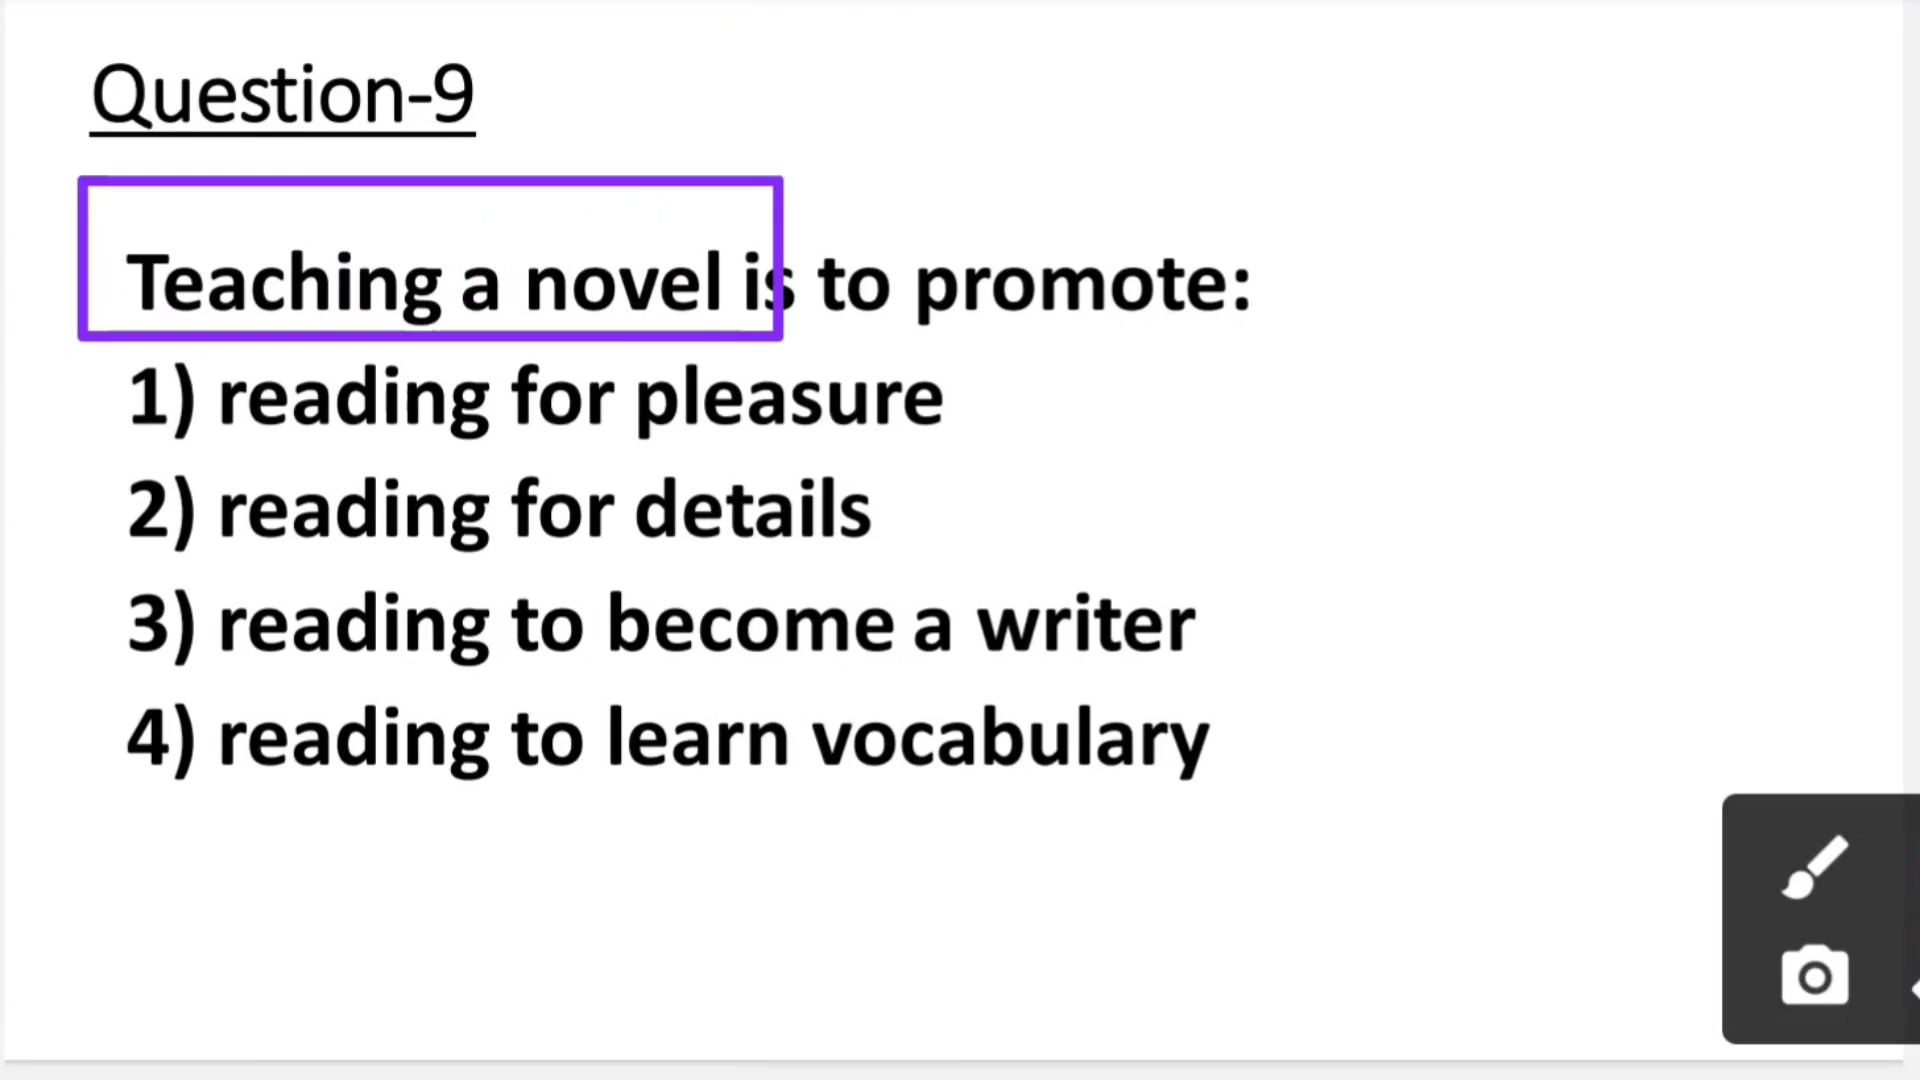 Question-9
Teaching a novel is to promote:
1) reading for pleasure
2) reading for details
3) reading to become a writer
4) reading to learn vocabulary